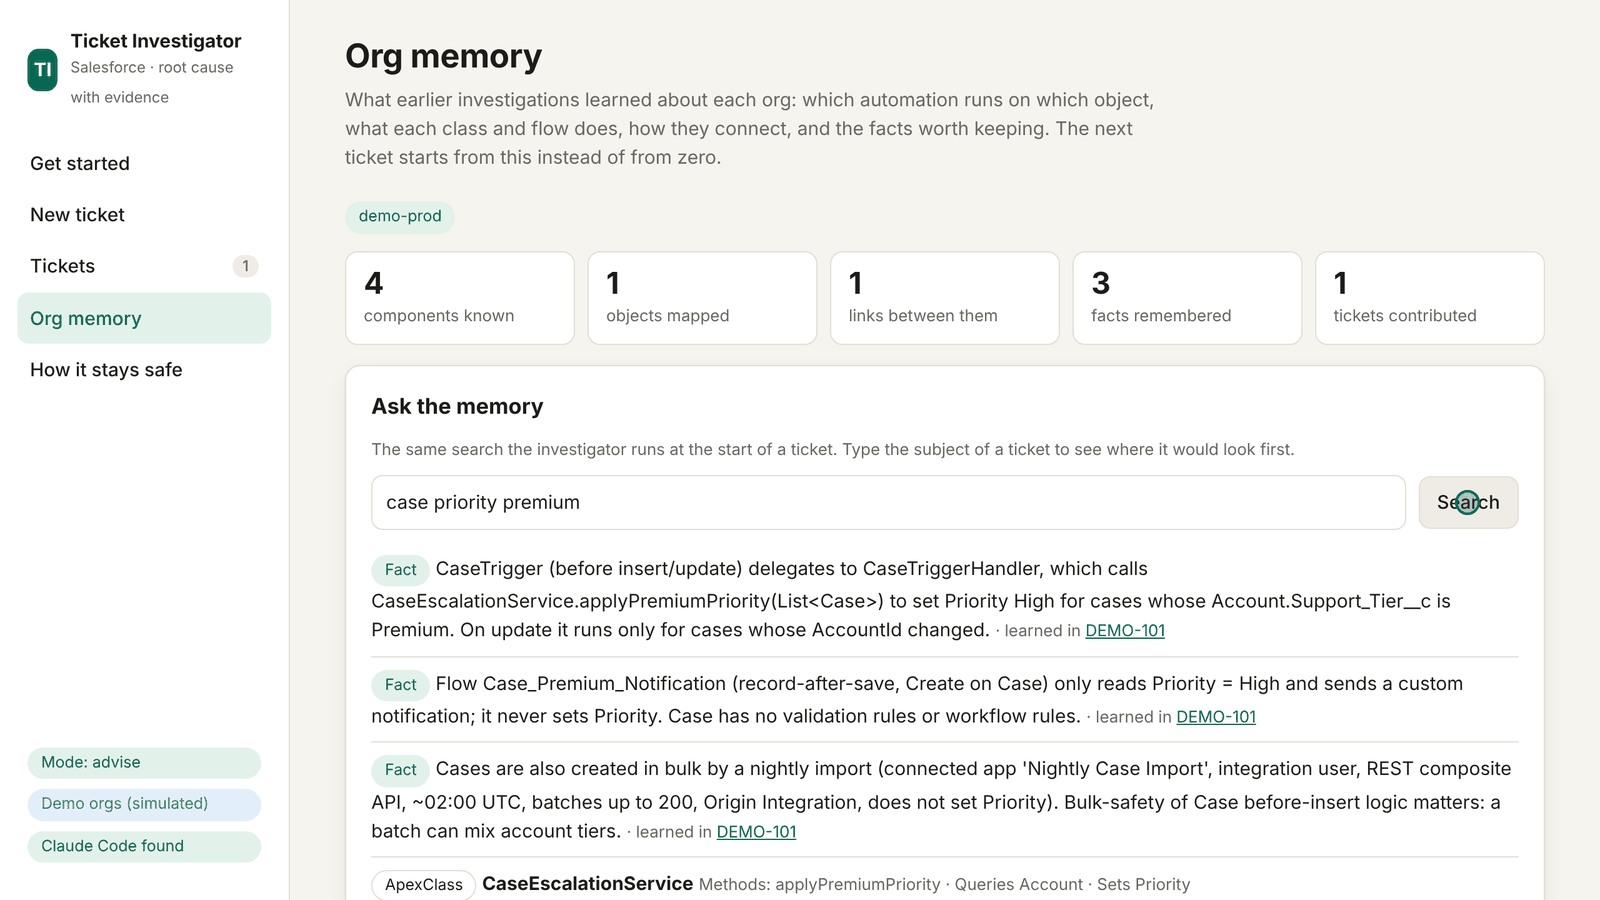 TI
Ticket Investigator
Salesforce · root cause
with evidence
Get started
New ticket
Tickets 1
Org memory
How it stays safe
Mode: advise
Demo orgs (simulated)
Claude Code found
Org memory
What earlier investigations learned about each org: which automation runs on which object,
what each class and flow does, how they connect, and the facts worth keeping. The next
ticket starts from this instead of from zero.
demo-prod
4
components known
1
objects mapped
1
links between them
3
facts remembered
1
tickets contributed
Ask the memory
The same search the investigator runs at the start of a ticket. Type the subject of a ticket to see where it would look first.
case priority premium
Search
Fact CaseTrigger (before insert/update) delegates to CaseTriggerHandler, which calls
CaseEscalationService.applyPremiumPriority(List<Case>) to set Priority High for cases whose Account.Support_Tier__c is
Premium. On update it runs only for cases whose AccountId changed. · learned in DEMO-101
Fact Flow Case_Premium_Notification (record-after-save, Create on Case) only reads Priority = High and sends a custom
notification; it never sets Priority. Case has no validation rules or workflow rules. · learned in DEMO-101
Fact Cases are also created in bulk by a nightly import (connected app 'Nightly Case Import', integration user, REST composite
API, ~02:00 UTC, batches up to 200, Origin Integration, does not set Priority). Bulk-safety of Case before-insert logic matters: a
batch can mix account tiers. · learned in DEMO-101
ApexClass CaseEscalationService Methods: applyPremiumPriority · Queries Account · Sets Priority